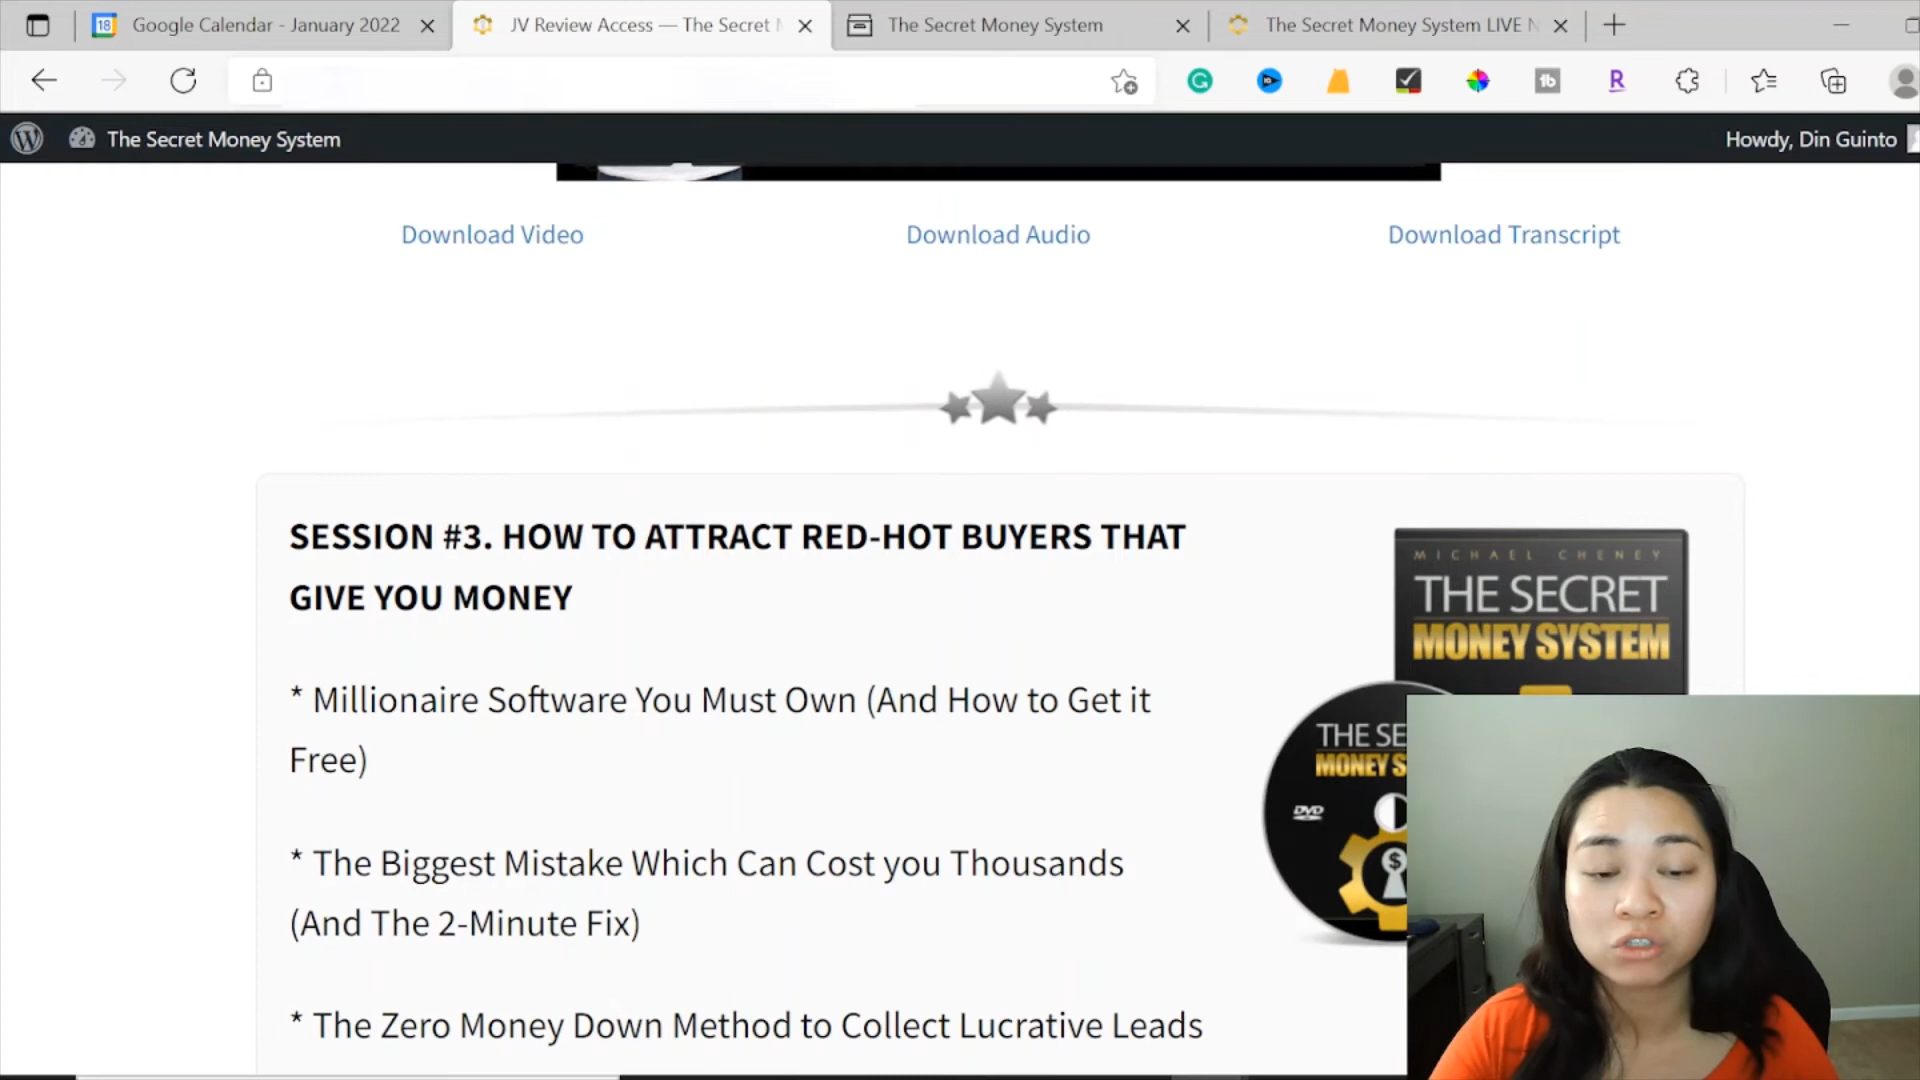 18 Google Calendar - January 2022
JV Review Access — The Secret
The Secret Money System
The Secret Money System LIVE
The Secret Money System
Howdy, Din Guinto
Download Video
Download Audio
Download Transcript
SESSION #3. HOW TO ATTRACT RED-HOT BUYERS THAT
GIVE YOU MONEY
* Millionaire Software You Must Own (And How to Get it
Free)
* The Biggest Mistake Which Can Cost you Thousands
(And The 2-Minute Fix)
* The Zero Money Down Method to Collect Lucrative Leads
MICHAEL CHENEY
THE SECRET
MONEY SYSTEM
THE SE
MONEY S
DVD